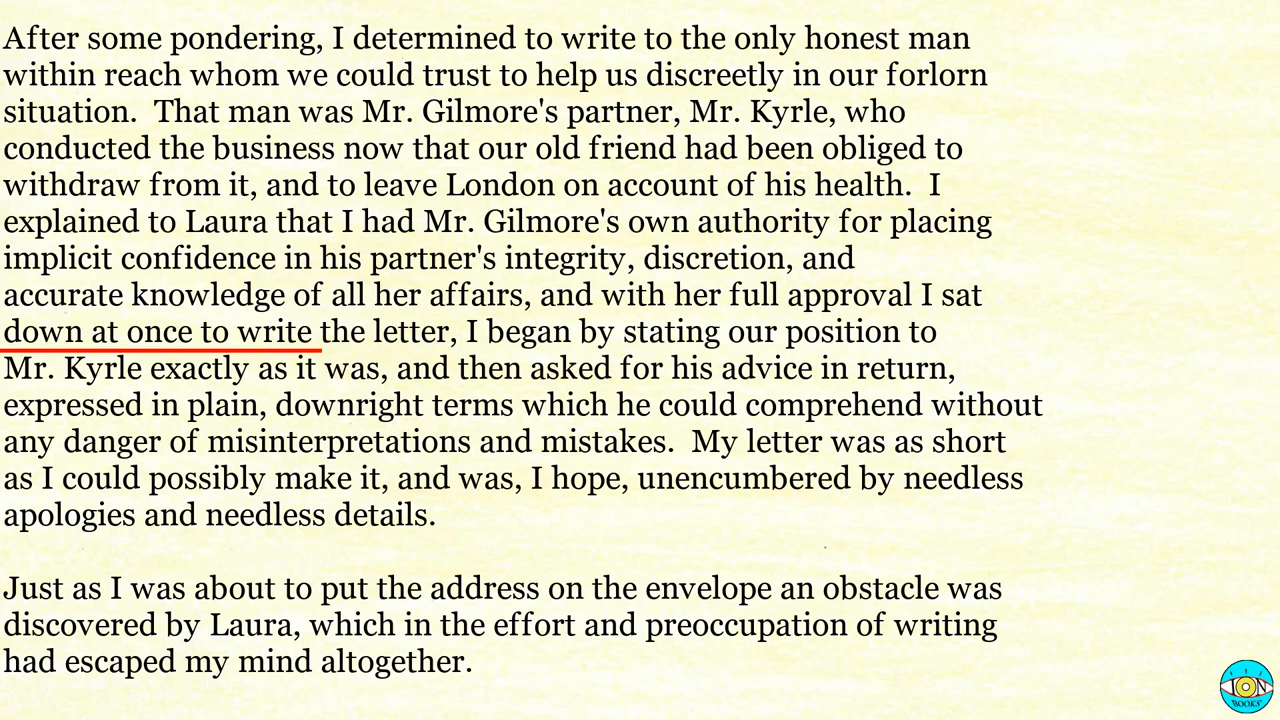 After some pondering, I determined to write to the only honest man
within reach whom we could trust to help us discreetly in our forlorn
situation.  That man was Mr. Gilmore's partner, Mr. Kyrle, who
conducted the business now that our old friend had been obliged to
withdraw from it, and to leave London on account of his health.  I
explained to Laura that I had Mr. Gilmore's own authority for placing
implicit confidence in his partner's integrity, discretion, and
accurate knowledge of all her affairs, and with her full approval I sat
down at once to write the letter, I began by stating our position to
Mr. Kyrle exactly as it was, and then asked for his advice in return,
expressed in plain, downright terms which he could comprehend without
any danger of misinterpretations and mistakes.  My letter was as short
as I could possibly make it, and was, I hope, unencumbered by needless
apologies and needless details.

Just as I was about to put the address on the envelope an obstacle was
discovered by Laura, which in the effort and preoccupation of writing
had escaped my mind altogether.
ION
BOOKS